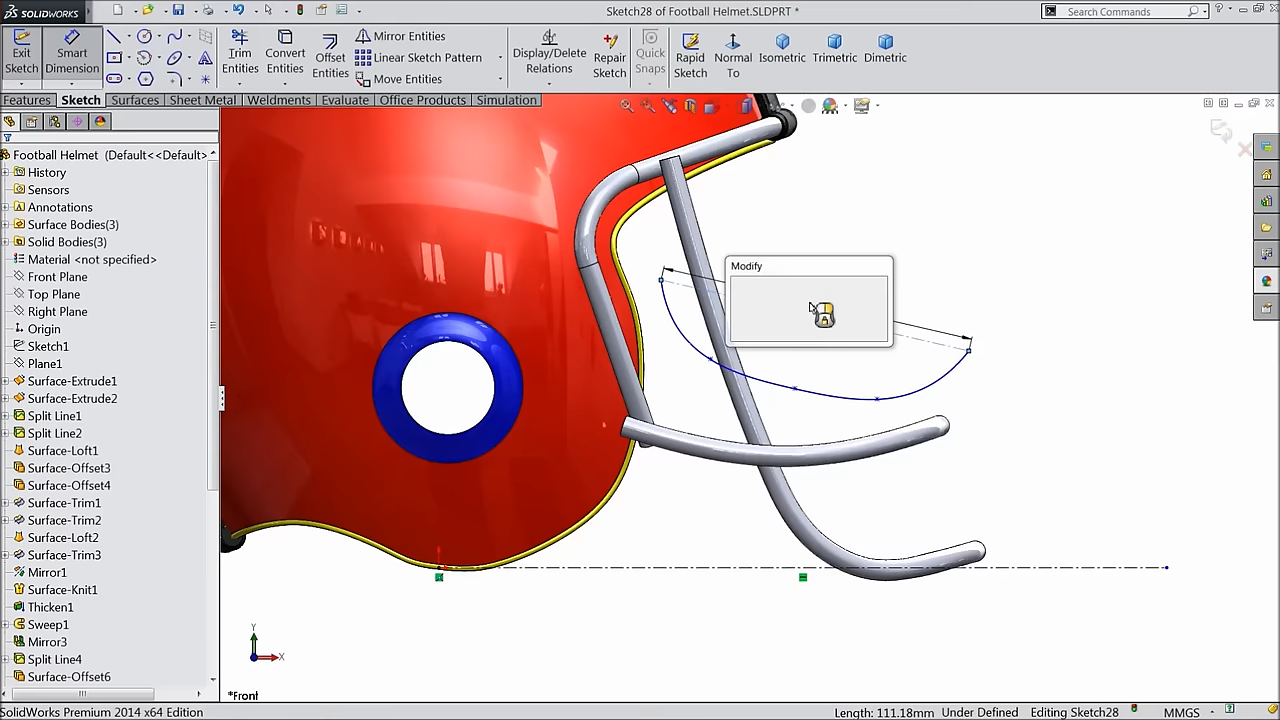 SOLIDWORKS
Sketch28 of Football Helmet.SLDPRT *
Search Commands
Exit Sketch
Smart Dimension
Trim Entities
Convert Entities
Offset Entities
Mirror Entities
Linear Sketch Pattern
Move Entities
Display/Delete Relations
Repair Sketch
Quick Snaps
Rapid Sketch
Normal To
Isometric
Trimetric
Dimetric
Features
Sketch
Surfaces
Sheet Metal
Weldments
Evaluate
Office Products
Simulation
Football Helmet (Default<<Default>
History
Sensors
Annotations
Surface Bodies(3)
Solid Bodies(3)
Material <not specified>
Front Plane
Top Plane
Right Plane
Origin
Sketch1
Plane1
Surface-Extrude1
Surface-Extrude2
Split Line1
Split Line2
Surface-Loft1
Surface-Offset3
Surface-Offset4
Surface-Trim1
Surface-Trim2
Surface-Loft2
Surface-Trim3
Mirror1
Surface-Knit1
Thicken1
Sweep1
Mirror3
Split Line4
Surface-Offset6
Modify
Y
X
*Front
SolidWorks Premium 2014 x64 Edition
Length: 111.18mm
Under Defined
Editing Sketch28
MMGS